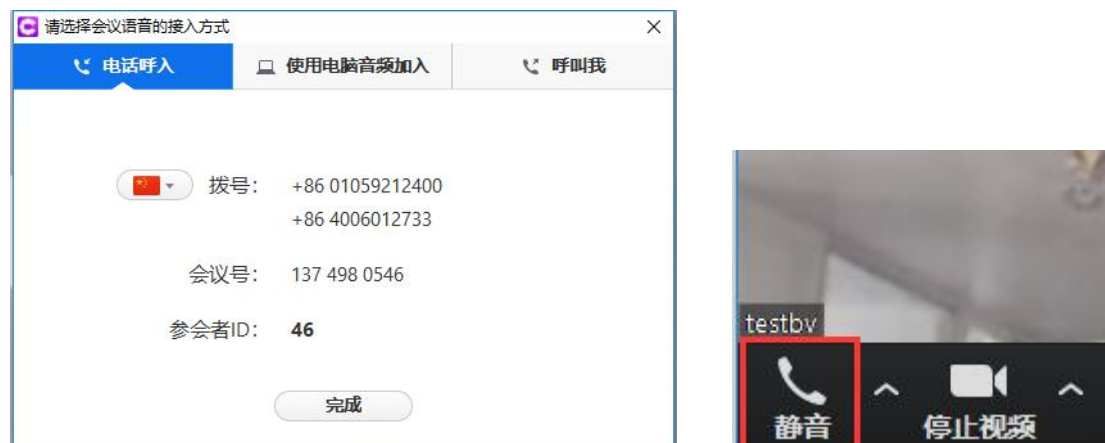 请选择会议语音的接入方式
电话呼入
使用电脑音频加入
呼叫我
拨号: +86 01059212400
+86 4006012733
会议号: 137 498 0546
参会者ID: 46
完成
testby
静音
停止视频